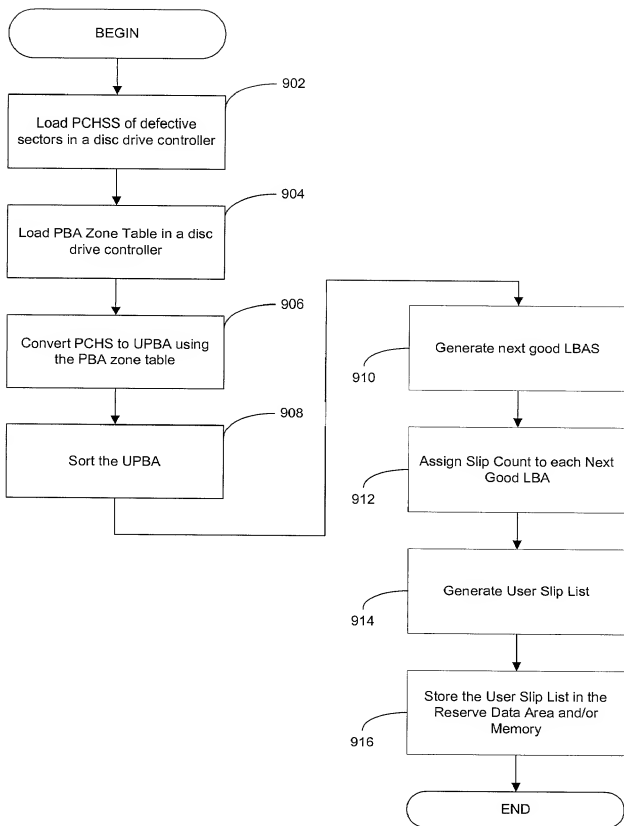 BEGIN
902
Load PCHSS of defective
sectors in a disc drive controller
904
Load PBA Zone Table in a disc
drive controller
906
Convert PCHS to UPBA using
the PBA zone table
908
Sort the UPBA
Generate next good LBAS
910
Assign Slip Count to each Next
Good LBA
912
Generate User Slip List
914
Store the User Slip List in the
Reserve Data Area and/or
Memory
916
END